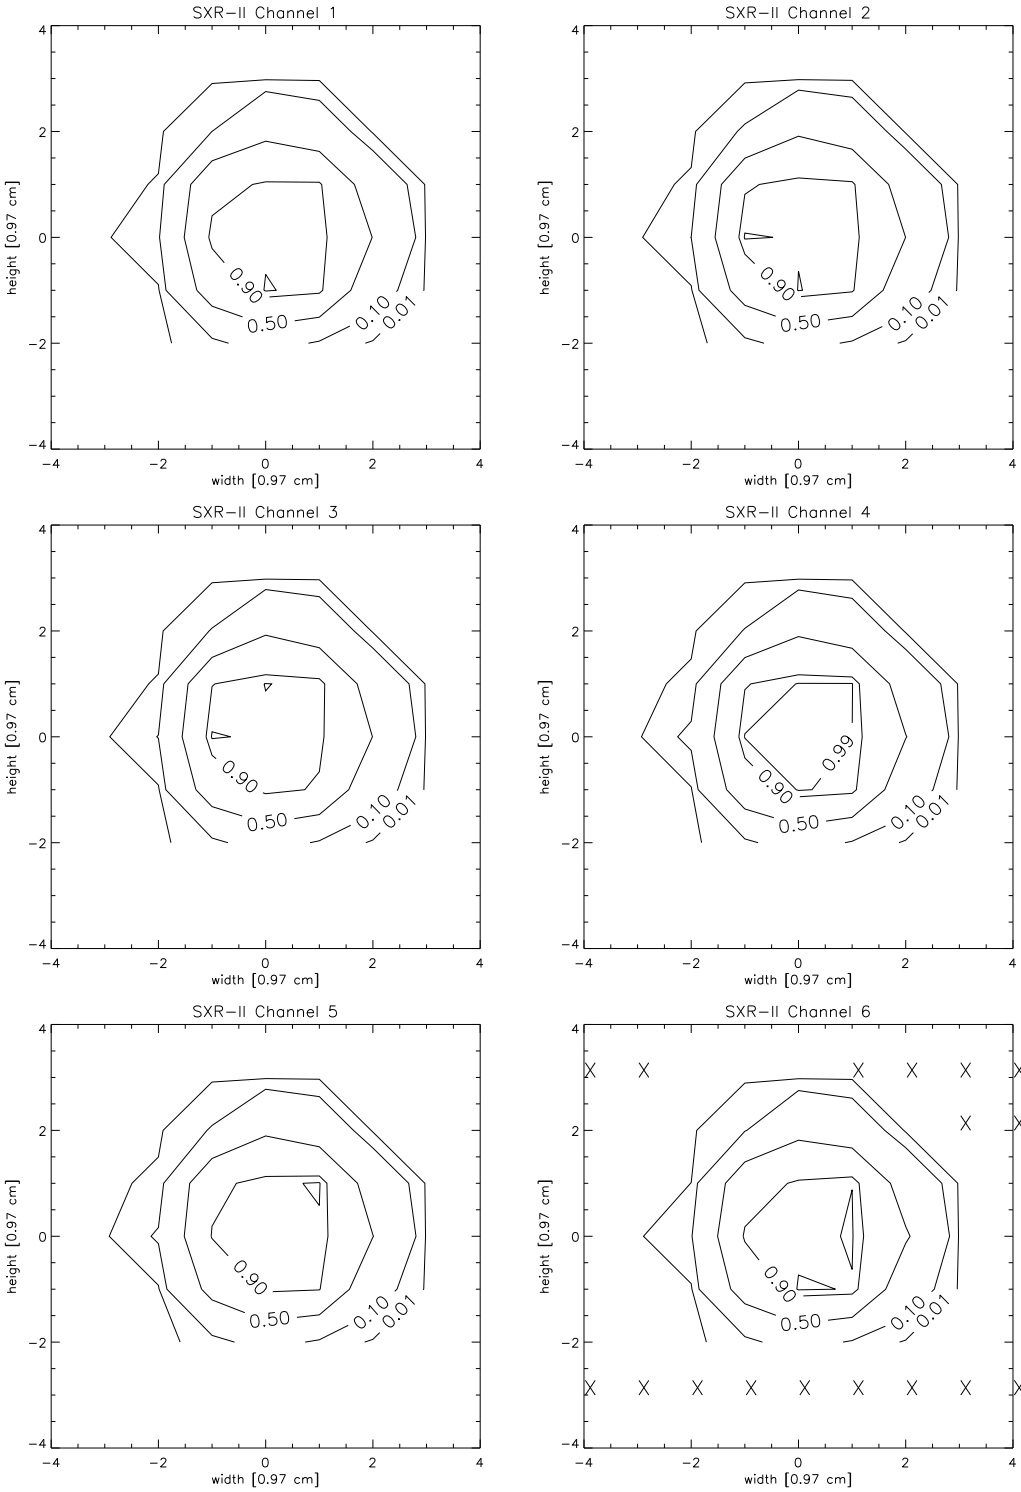 SXR-II Channel 1
4
2
0
-2
-4
height [0.97 cm]
0.90
0.50
0.10
0.01
-4 -2 0 2 4
width [0.97 cm]
SXR-II Channel 2
4
2
0
-2
-4
height [0.97 cm]
0.90
0.50
0.10
0.01
-4 -2 0 2 4
width [0.97 cm]
SXR-II Channel 3
4
2
0
-2
-4
height [0.97 cm]
0.90
0.50
0.10
0.01
-4 -2 0 2 4
width [0.97 cm]
SXR-II Channel 4
4
2
0
-2
-4
height [0.97 cm]
0.99
0.90
0.50
0.10
0.01
-4 -2 0 2 4
width [0.97 cm]
SXR-II Channel 5
4
2
0
-2
-4
height [0.97 cm]
0.90
0.50
0.10
0.01
-4 -2 0 2 4
width [0.97 cm]
SXR-II Channel 6
4
2
0
-2
-4
height [0.97 cm]
X X X X X X
X
0.90
0.50
0.10
0.01
X X X X X X X X X
-4 -2 0 2 4
width [0.97 cm]